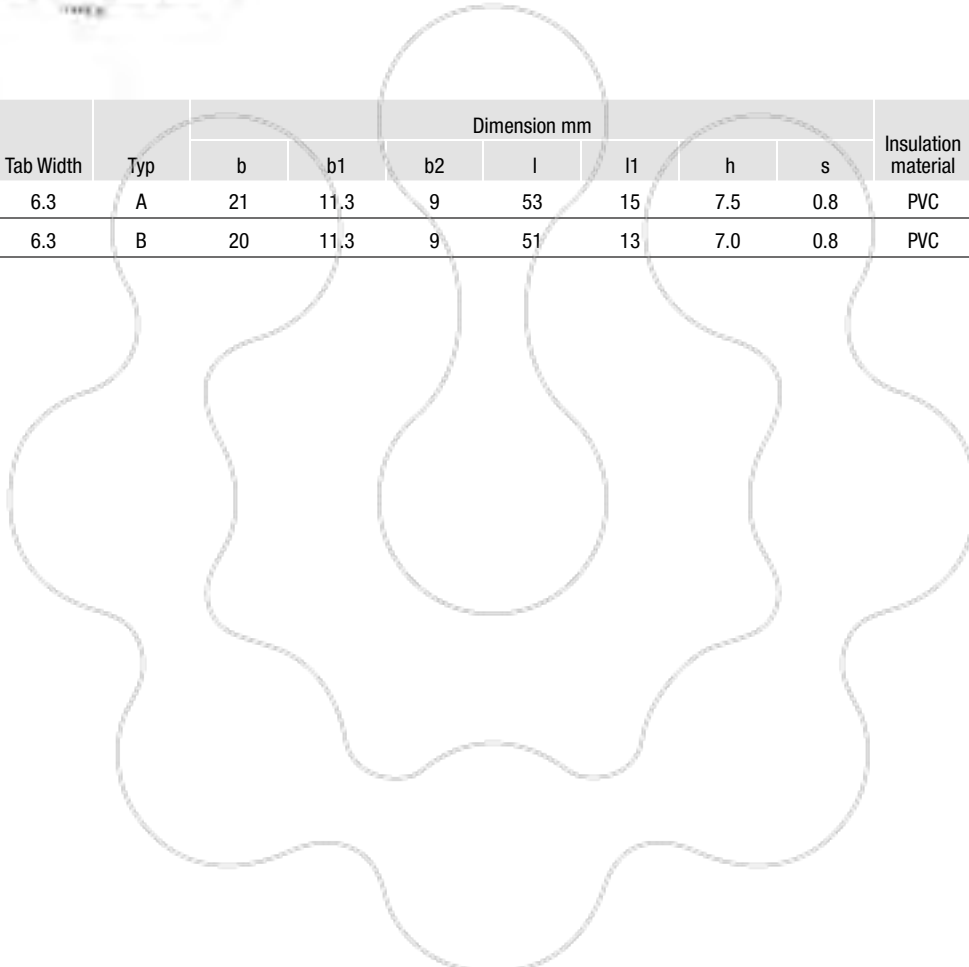 Dimension mm
Tab Width Typ b b1 b2 l l1 h s Insulation material
6.3 A 21 11.3 9 53 15 7.5 0.8 PVC
6.3 B 20 11.3 9 51 13 7.0 0.8 PVC